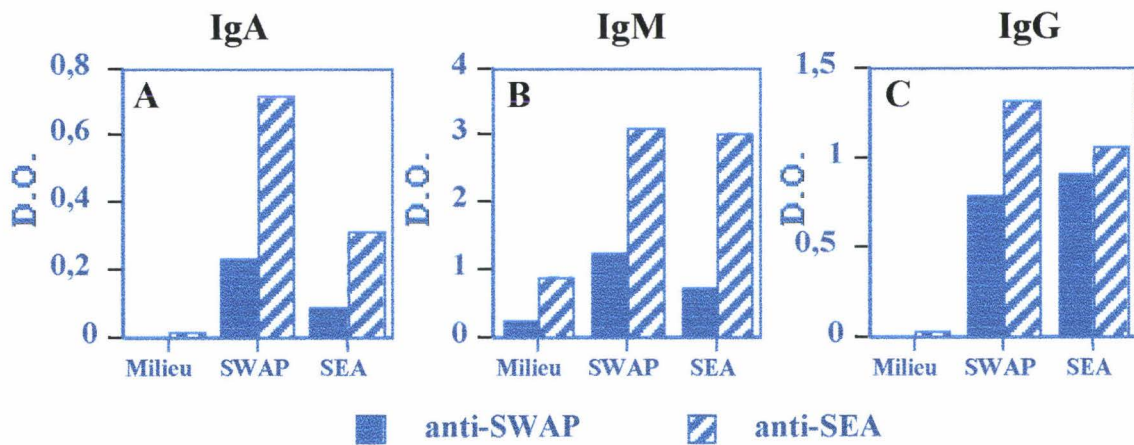 IgA
IgM
IgG
A
B
C
D.O.
0,8
0,6
0,4
0,2
0
D.O.
4
3
2
1
0
D.O.
1,5
1
0,5
0
Milieu SWAP SEA
Milieu SWAP SEA
Milieu SWAP SEA
anti-SWAP anti-SEA